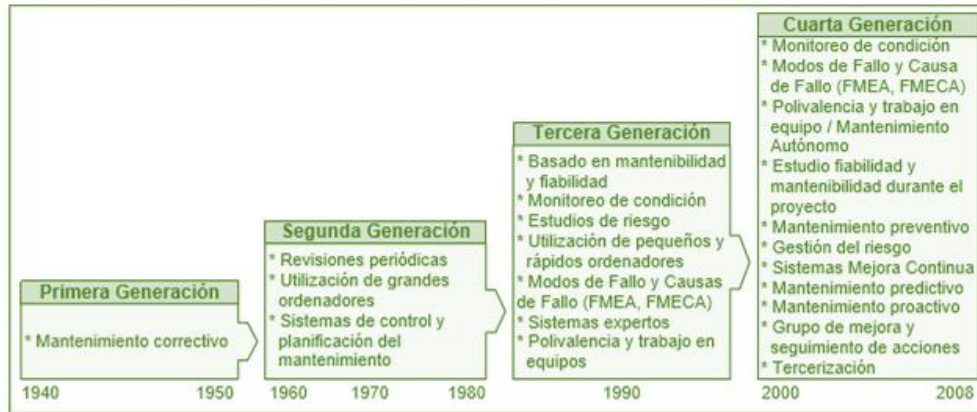 Primera Generación
* Mantenimiento correctivo
1940
1950
Segunda Generación
* Revisiones periódicas
* Utilización de grandes
ordenadores
* Sistemas de control y
planificación del
mantenimiento
1960
1970
1980
Tercera Generación
* Basado en mantenibilidad
y fiabilidad
* Monitoreo de condición
* Estudios de riesgo
* Utilización de pequeños y
rápidos ordenadores
* Modos de Fallo y Causas
de Fallo (FMEA, FMECA)
* Sistemas expertos
* Polivalencia y trabajo en
equipos
1990
Cuarta Generación
* Monitoreo de condición
* Modos de Fallo y Causa
de Fallo (FMEA, FMECA)
* Polivalencia y trabajo en
equipo / Mantenimiento
Autónomo
* Estudio fiabilidad y
mantenibilidad durante el
proyecto
* Mantenimiento preventivo
* Gestión del riesgo
* Sistemas Mejora Continua
* Mantenimiento predictivo
* Mantenimiento proactivo
* Grupo de mejora y
seguimiento de acciones
* Tercerización
2000
2008